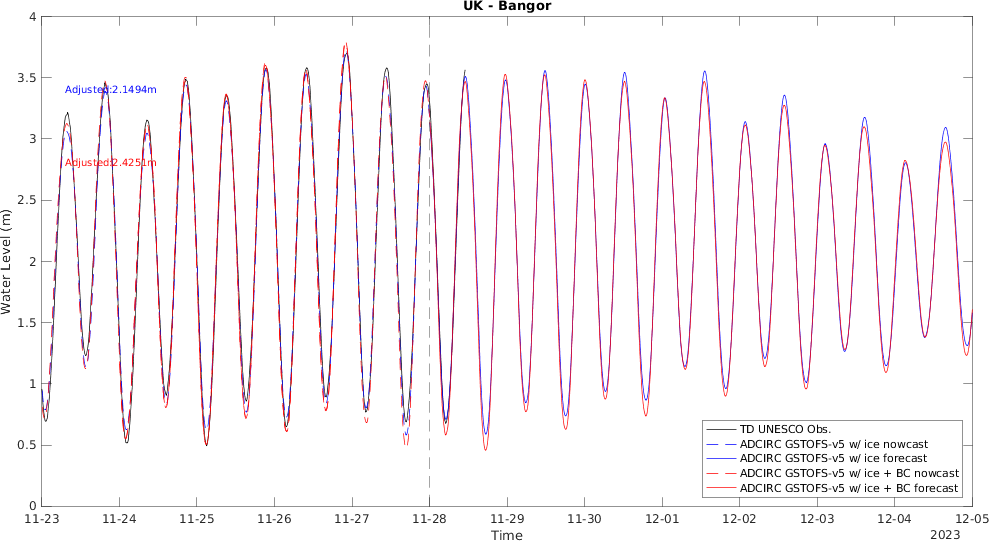 UK - Bangor
4
3.5
3
2.5
2
1.5
1
0.5
0
Water Level (m)
Adjusted:2.1494m
Adjusted:2.4251m
TD UNESCO Obs.
ADCIRC GSTOFS-v5 w/ ice nowcast
ADCIRC GSTOFS-v5 w/ ice forecast
ADCIRC GSTOFS-v5 w/ ice + BC nowcast
ADCIRC GSTOFS-v5 w/ ice + BC forecast
11-23 11-24 11-25 11-26 11-27 11-28 11-29 11-30 12-01 12-02 12-03 12-04 12-05
Time
2023